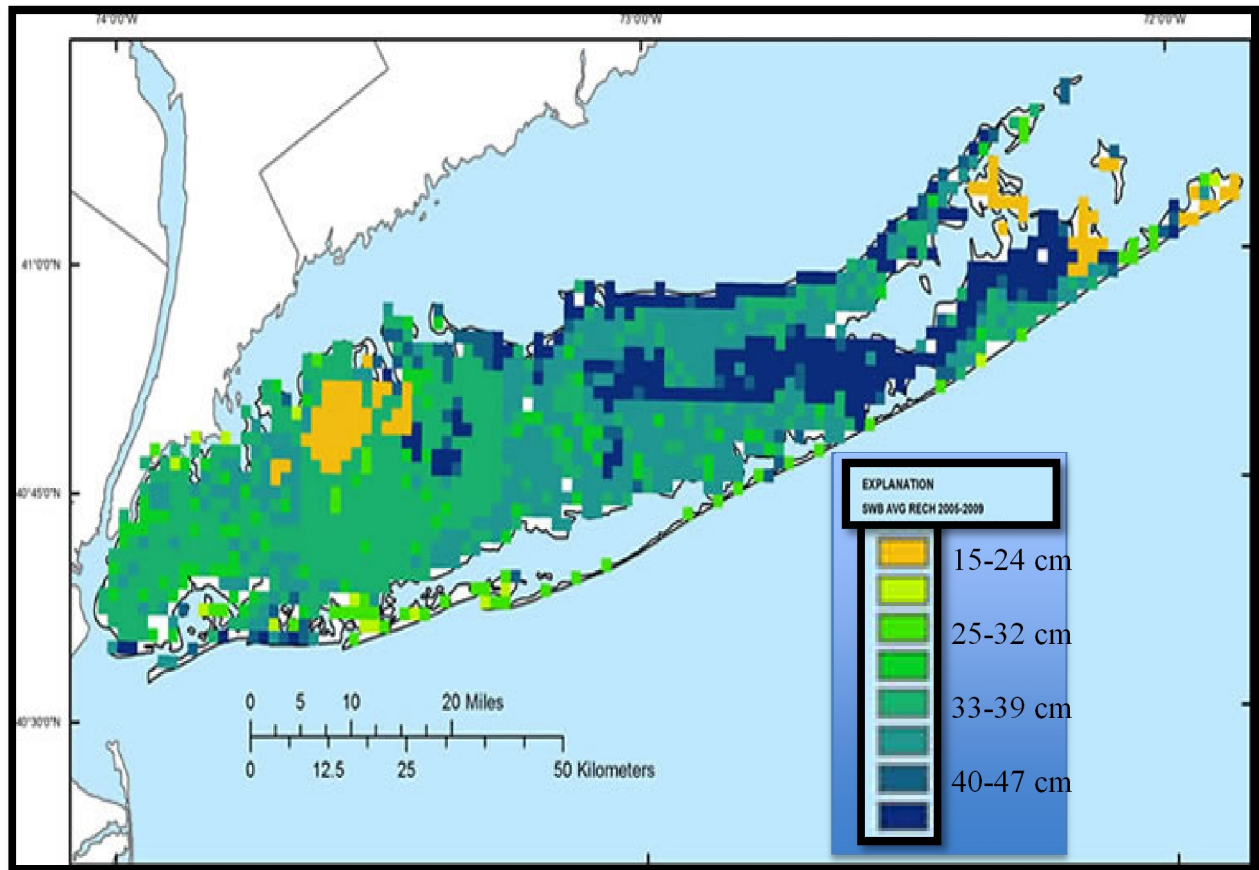 74°0'0"W 73°0'0"W 72°0'0"W
41°0'0"N
40°45'0"N
40°30'0"N
EXPLANATION
SWB AVG RECH 2005-2009
15-24 cm
25-32 cm
33-39 cm
40-47 cm
0 5 10 20 Miles
0 12.5 25 50 Kilometers